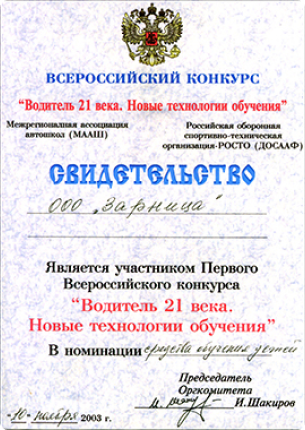 ВСЕРОССИЙСКИЙ КОНКУРС
“Водитель 21 века. Новые технологии обучения”
Межрегиональная ассоциация
автошкол (МААШ)
Российская оборонная
спортивно-техническая
организация-РОСТО (ДОСААФ)
СВИДЕТЕЛЬСТВО
ООО „Зарница“
Является участником Первого
Всероссийского конкурса
“Водитель 21 века.
Новые технологии обучения”
В номинации средства обучения детей
Председатель
Оргкомитета
И.Шакиров
"10" ноября 2003 г.